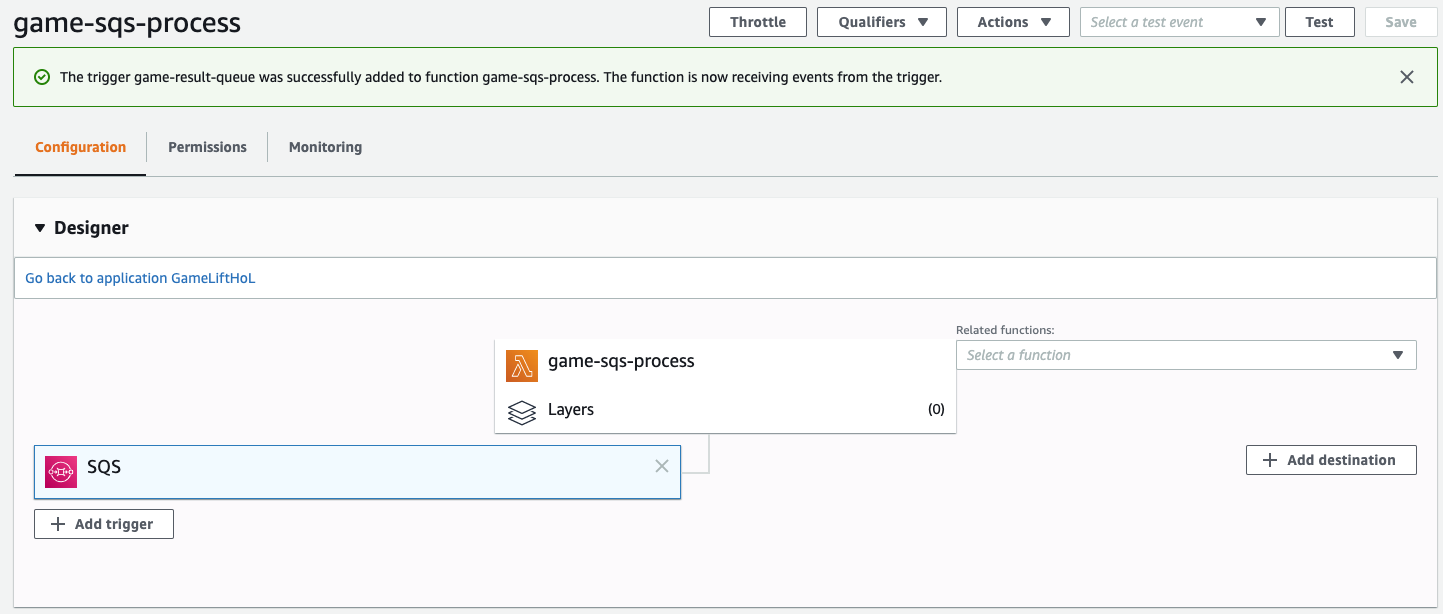 game-sqs-process
Throttle
Qualifiers
Actions
Select a test event
Test
Save
The trigger game-result-queue was successfully added to function game-sqs-process. The function is now receiving events from the trigger.
Configuration
Permissions
Monitoring
Designer
Go back to application GameLiftHoL
Related functions:
game-sqs-process
Select a function
Layers
(0)
SQS
Add destination
Add trigger